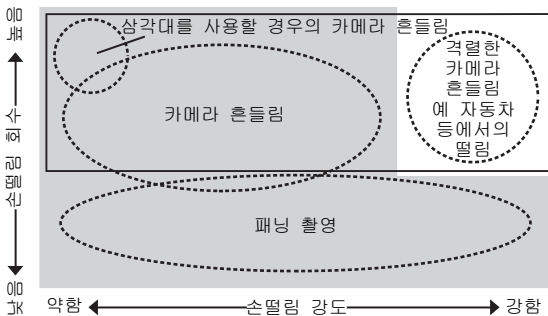 삼각대를 사용할 경우의 카메라 흔들림
격렬한
카메라
흔들림
예 자동차
등에서의
떨림
카메라 흔들림
패닝 촬영
높음
손떨림 회수
낮음
약함
손떨림 강도
강함